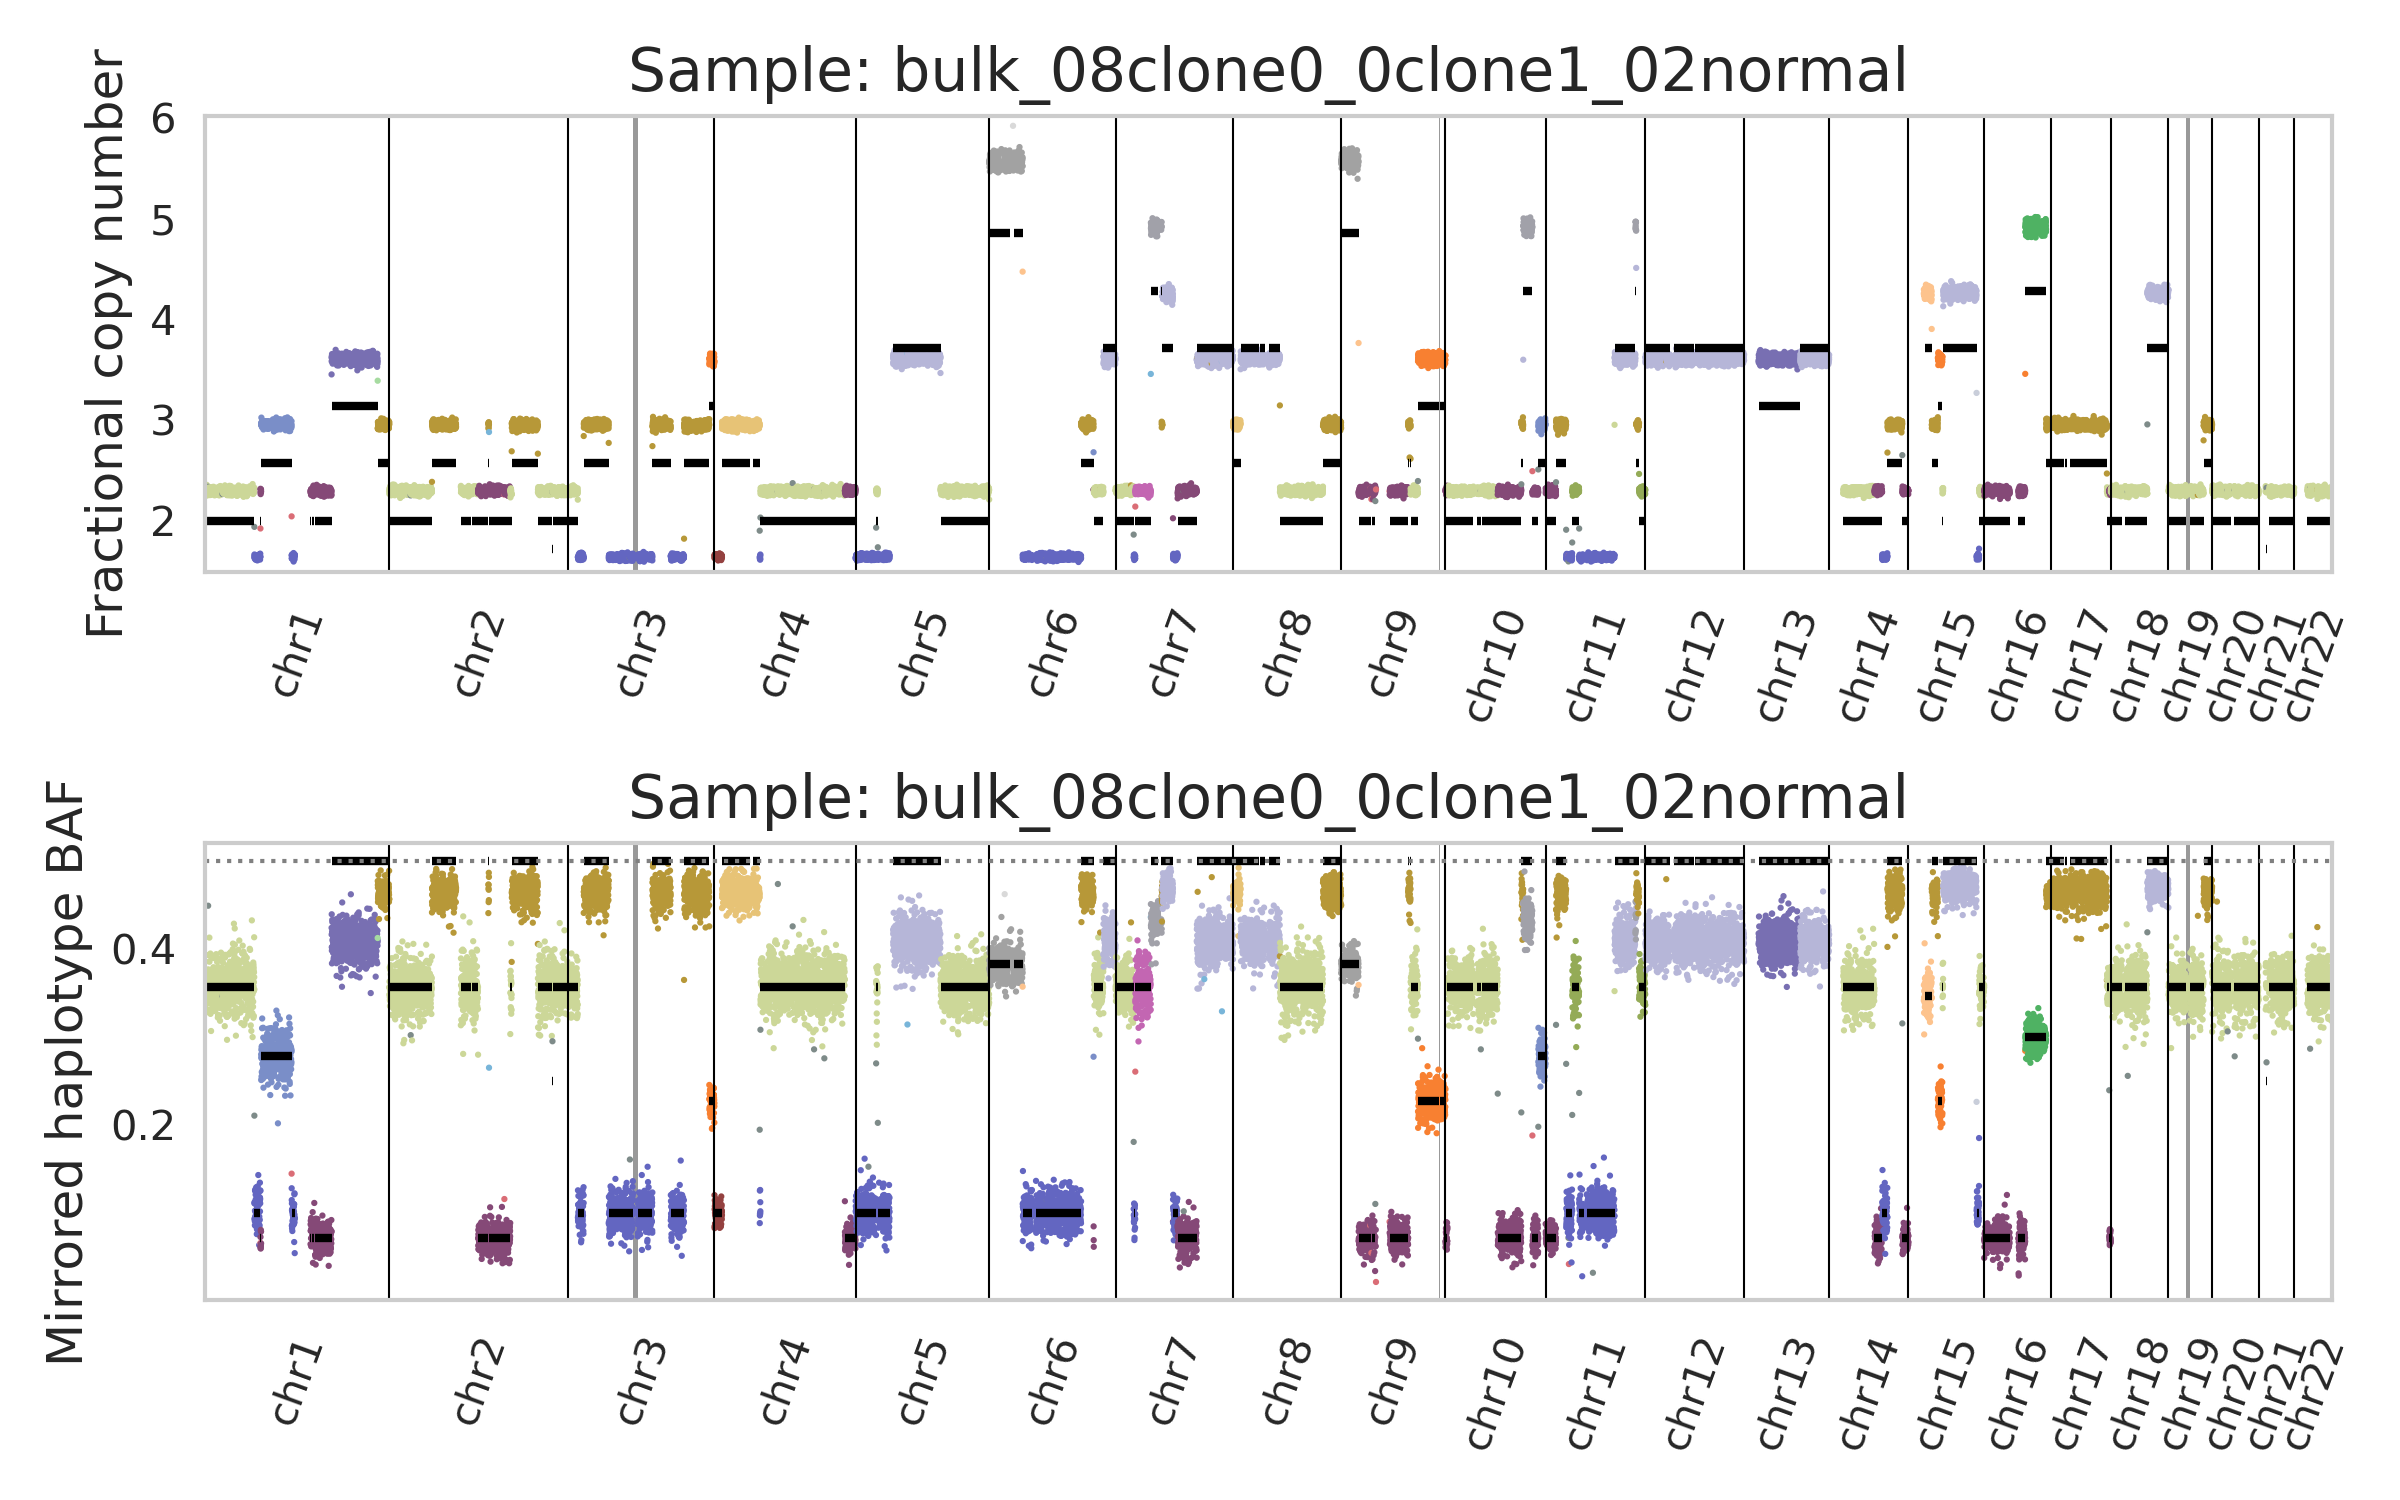 Sample: bulk_08clone0_0clone1_02normal
Fractional copy number
6
5
4
3
2
chr1 chr2 chr3 chr4 chr5 chr6 chr7 chr8 chr9 chr10 chr11 chr12 chr13 chr14 chr15 chr16 chr17 chr18 chr19 chr20 chr21 chr22
Sample: bulk_08clone0_0clone1_02normal
Mirrored haplotype BAF
0.4
0.2
chr1 chr2 chr3 chr4 chr5 chr6 chr7 chr8 chr9 chr10 chr11 chr12 chr13 chr14 chr15 chr16 chr17 chr18 chr19 chr20 chr21 chr22